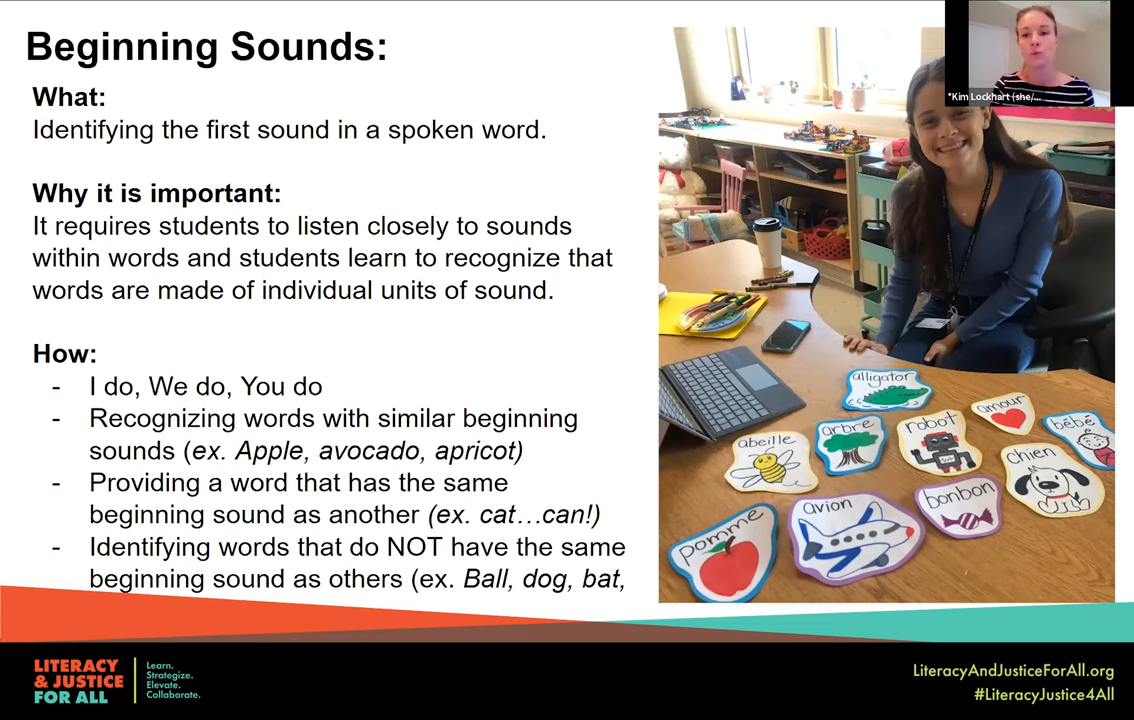 Beginning Sounds:
What:
Identifying the first sound in a spoken word.
Why it is important:
It requires students to listen closely to sounds
within words and students learn to recognize that
words are made of individual units of sound.
How:
- I do, We do, You do
- Recognizing words with similar beginning
sounds (ex. Apple, avocado, apricot)
- Providing a word that has the same
beginning sound as another (ex. cat…can!)
- Identifying words that do NOT have the same
beginning sound as others (ex. Ball, dog, bat,
*Kim Lockhart (she/...
alligator
amour
arbre
robot
bébé
abeille
chien
bonbon
avion
pomme
LITERACY
& JUSTICE
FOR ALL
Learn.
Strategize.
Elevate.
Collaborate.
LiteracyAndJusticeForAll.org
#LiteracyJustice4All